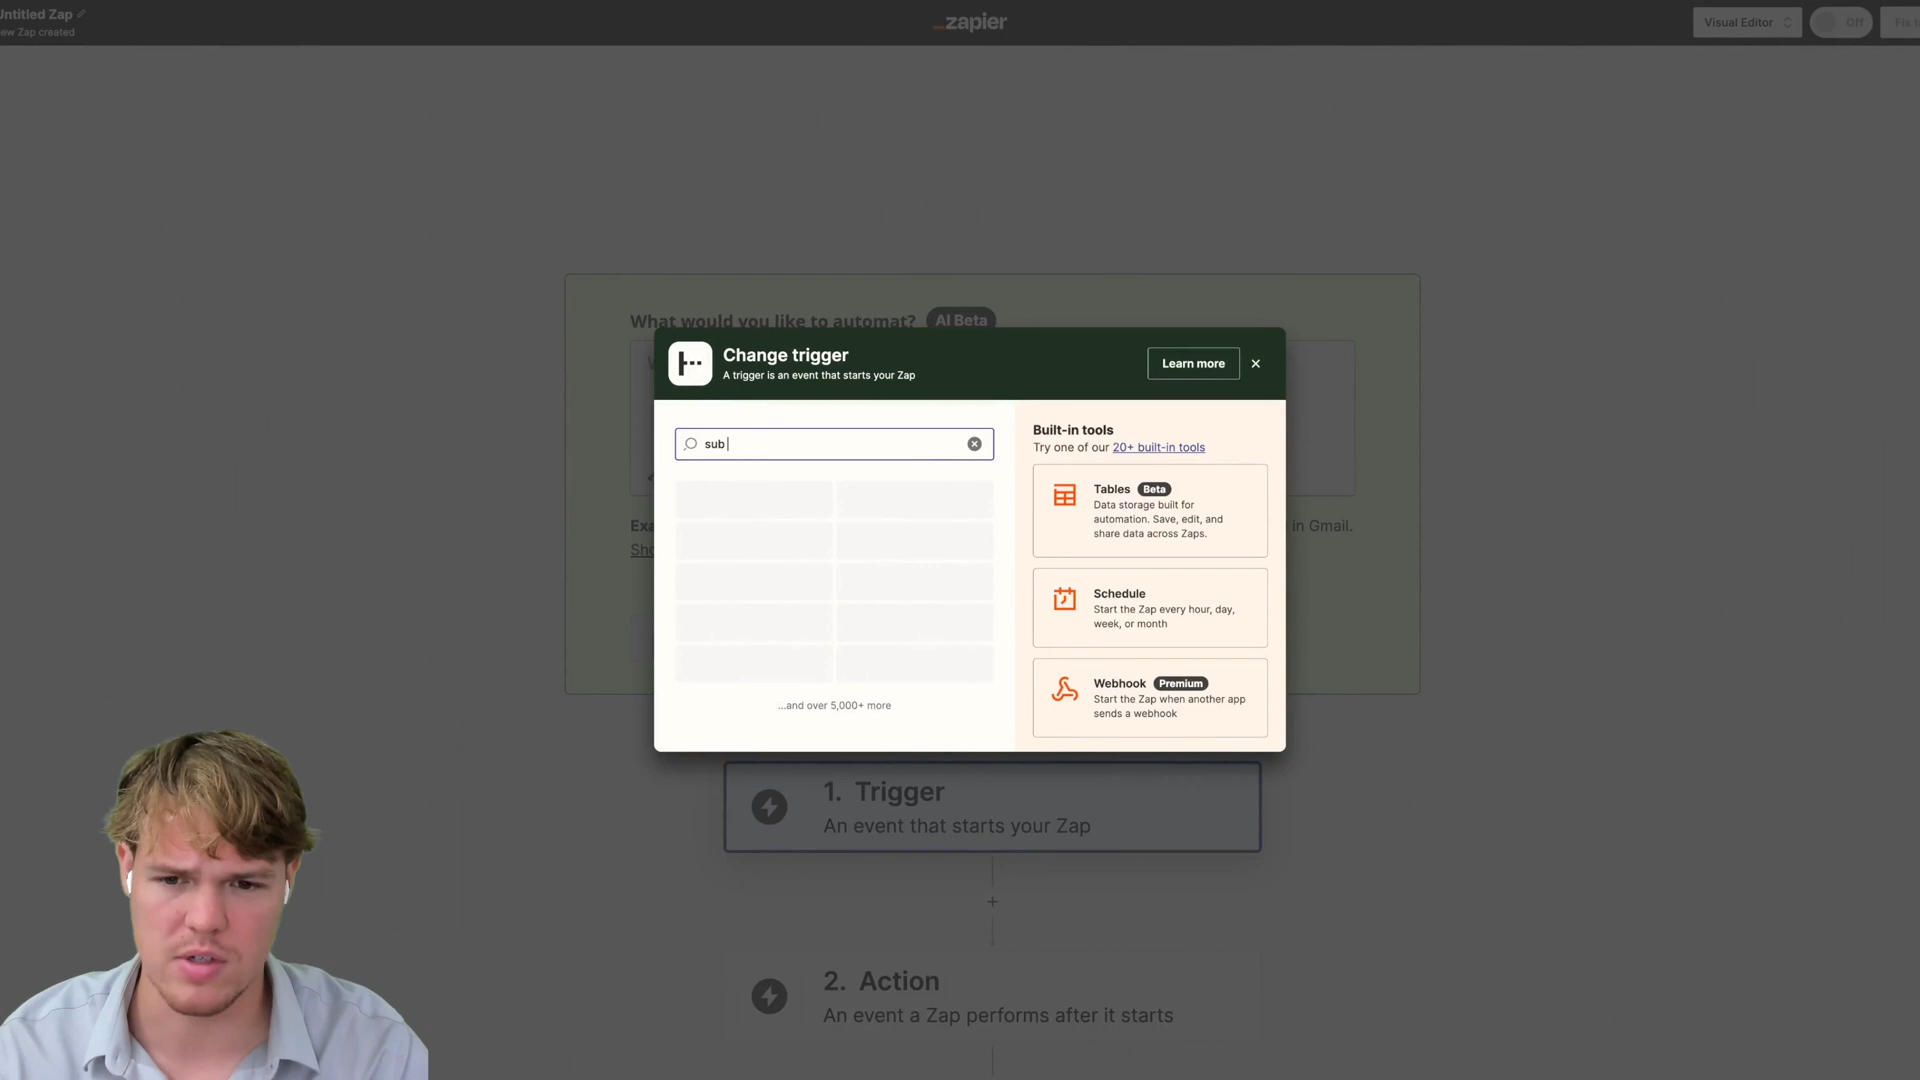 Untitled Zap
ew Zap created
_zapier
Visual Editor
Off
Fix t
What would you like to automat?
AI Beta
Change trigger
A trigger is an event that starts your Zap
Learn more
sub
...and over 5,000+ more
Built-in tools
Try one of our 20+ built-in tools
Tables
Beta
Data storage built for
automation. Save, edit, and
share data across Zaps.
Schedule
Start the Zap every hour, day,
week, or month
Webhook
Premium
Start the Zap when another app
sends a webhook
Exa
in Gmail.
Sho
1. Trigger
An event that starts your Zap
2. Action
An event a Zap performs after it starts